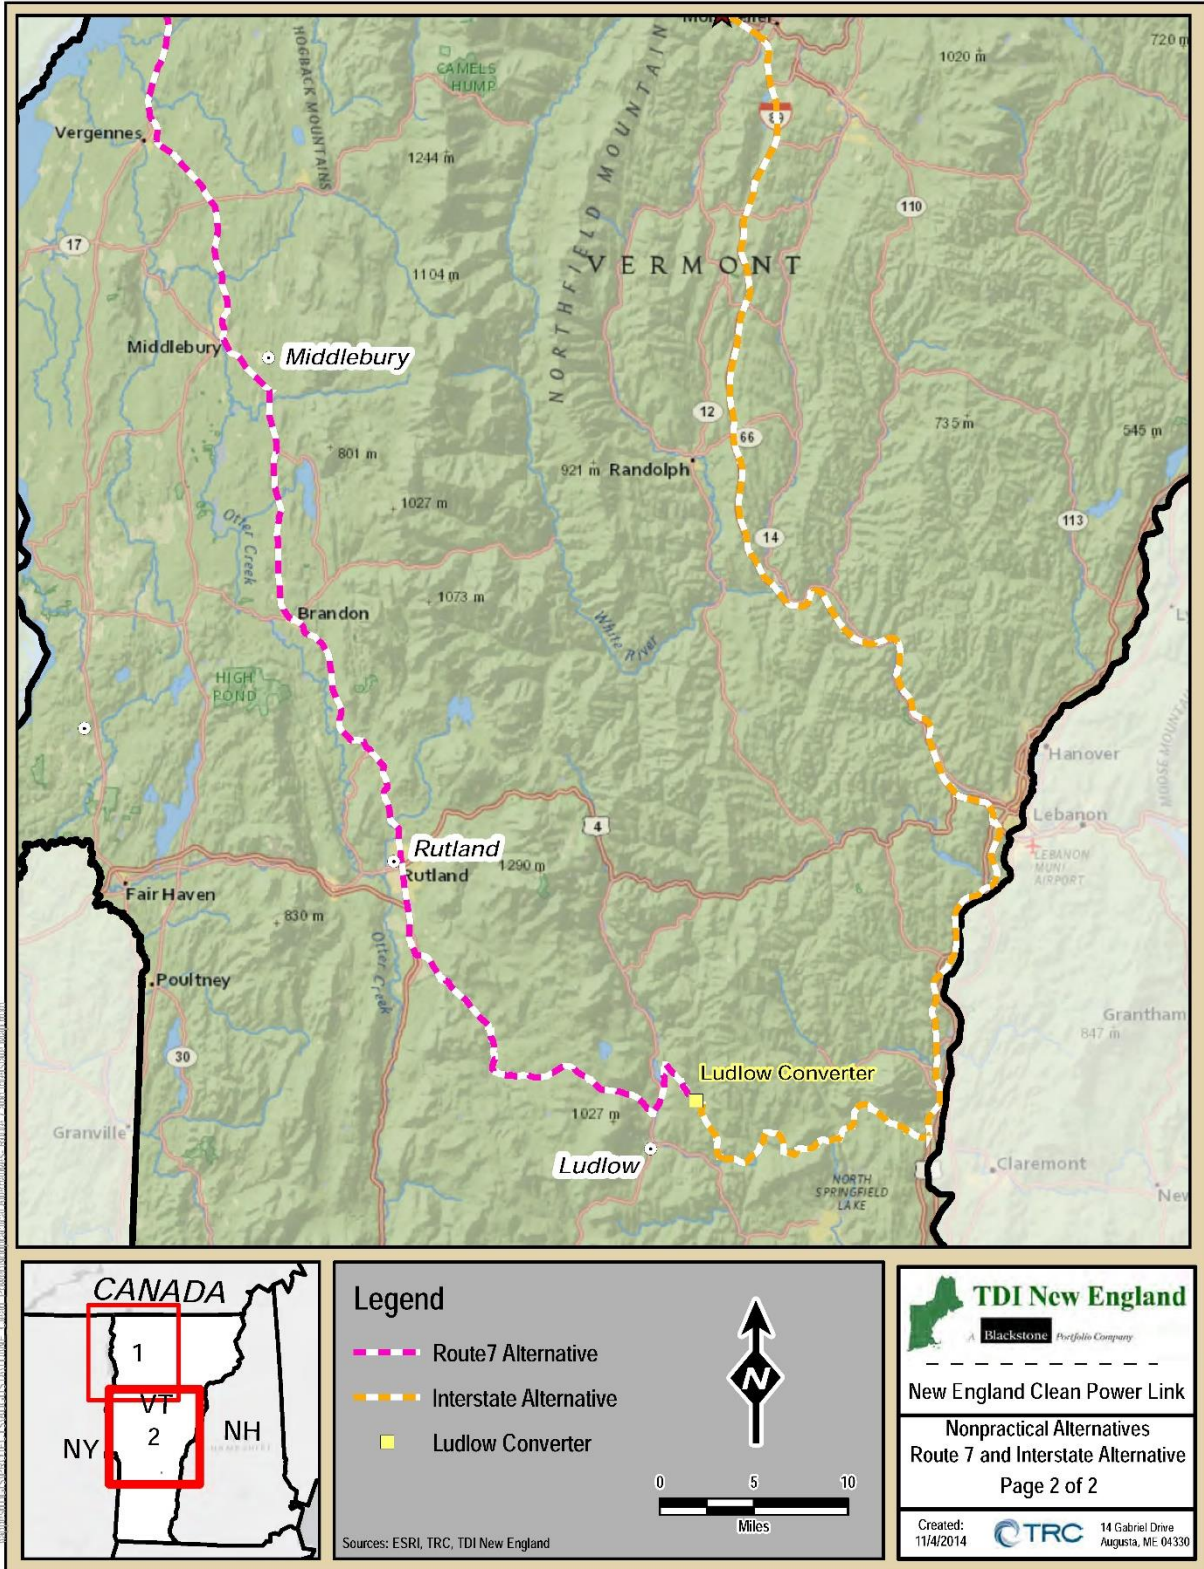 HOGBACK MOUNTAINS
CAMELS
HUMP
NORTHFIELD MOUNTAIN
1020
720 m
89
Vergennes
1244 m
110
17
1104 m
VERMONT
Middlebury
Middlebury
12
66
735 m
545 m
801 m
921 m
Randolph
1027 m
Otter Creek
14
113
Brandon
1073 m
White River
HIGH
POND
Hanover
MOOSE MOUNTAIN
4
Lebanon
Rutland
Rutland
1290 m
LEBANON
MUNI
AIRPORT
Fair Haven
830 m
Otter Creek
Poultney
Grantham
847 m
30
Ludlow Converter
1027 m
Granville
Ludlow
Claremont
NORTH
SPRINGFIELD
LAKE
New
CANADA
1
VT
2
NY
NH
Legend
Route7 Alternative
Interstate Alternative
Ludlow Converter
N
0 5 10
Miles
Sources: ESRI, TRC, TDI New England
TDI New England
A Blackstone Portfolio Company
New England Clean Power Link
Nonpractical Alternatives
Route 7 and Interstate Alternative
Page 2 of 2
Created:
11/4/2014
TRC
14 Gabriel Drive
Augusta, ME 04330